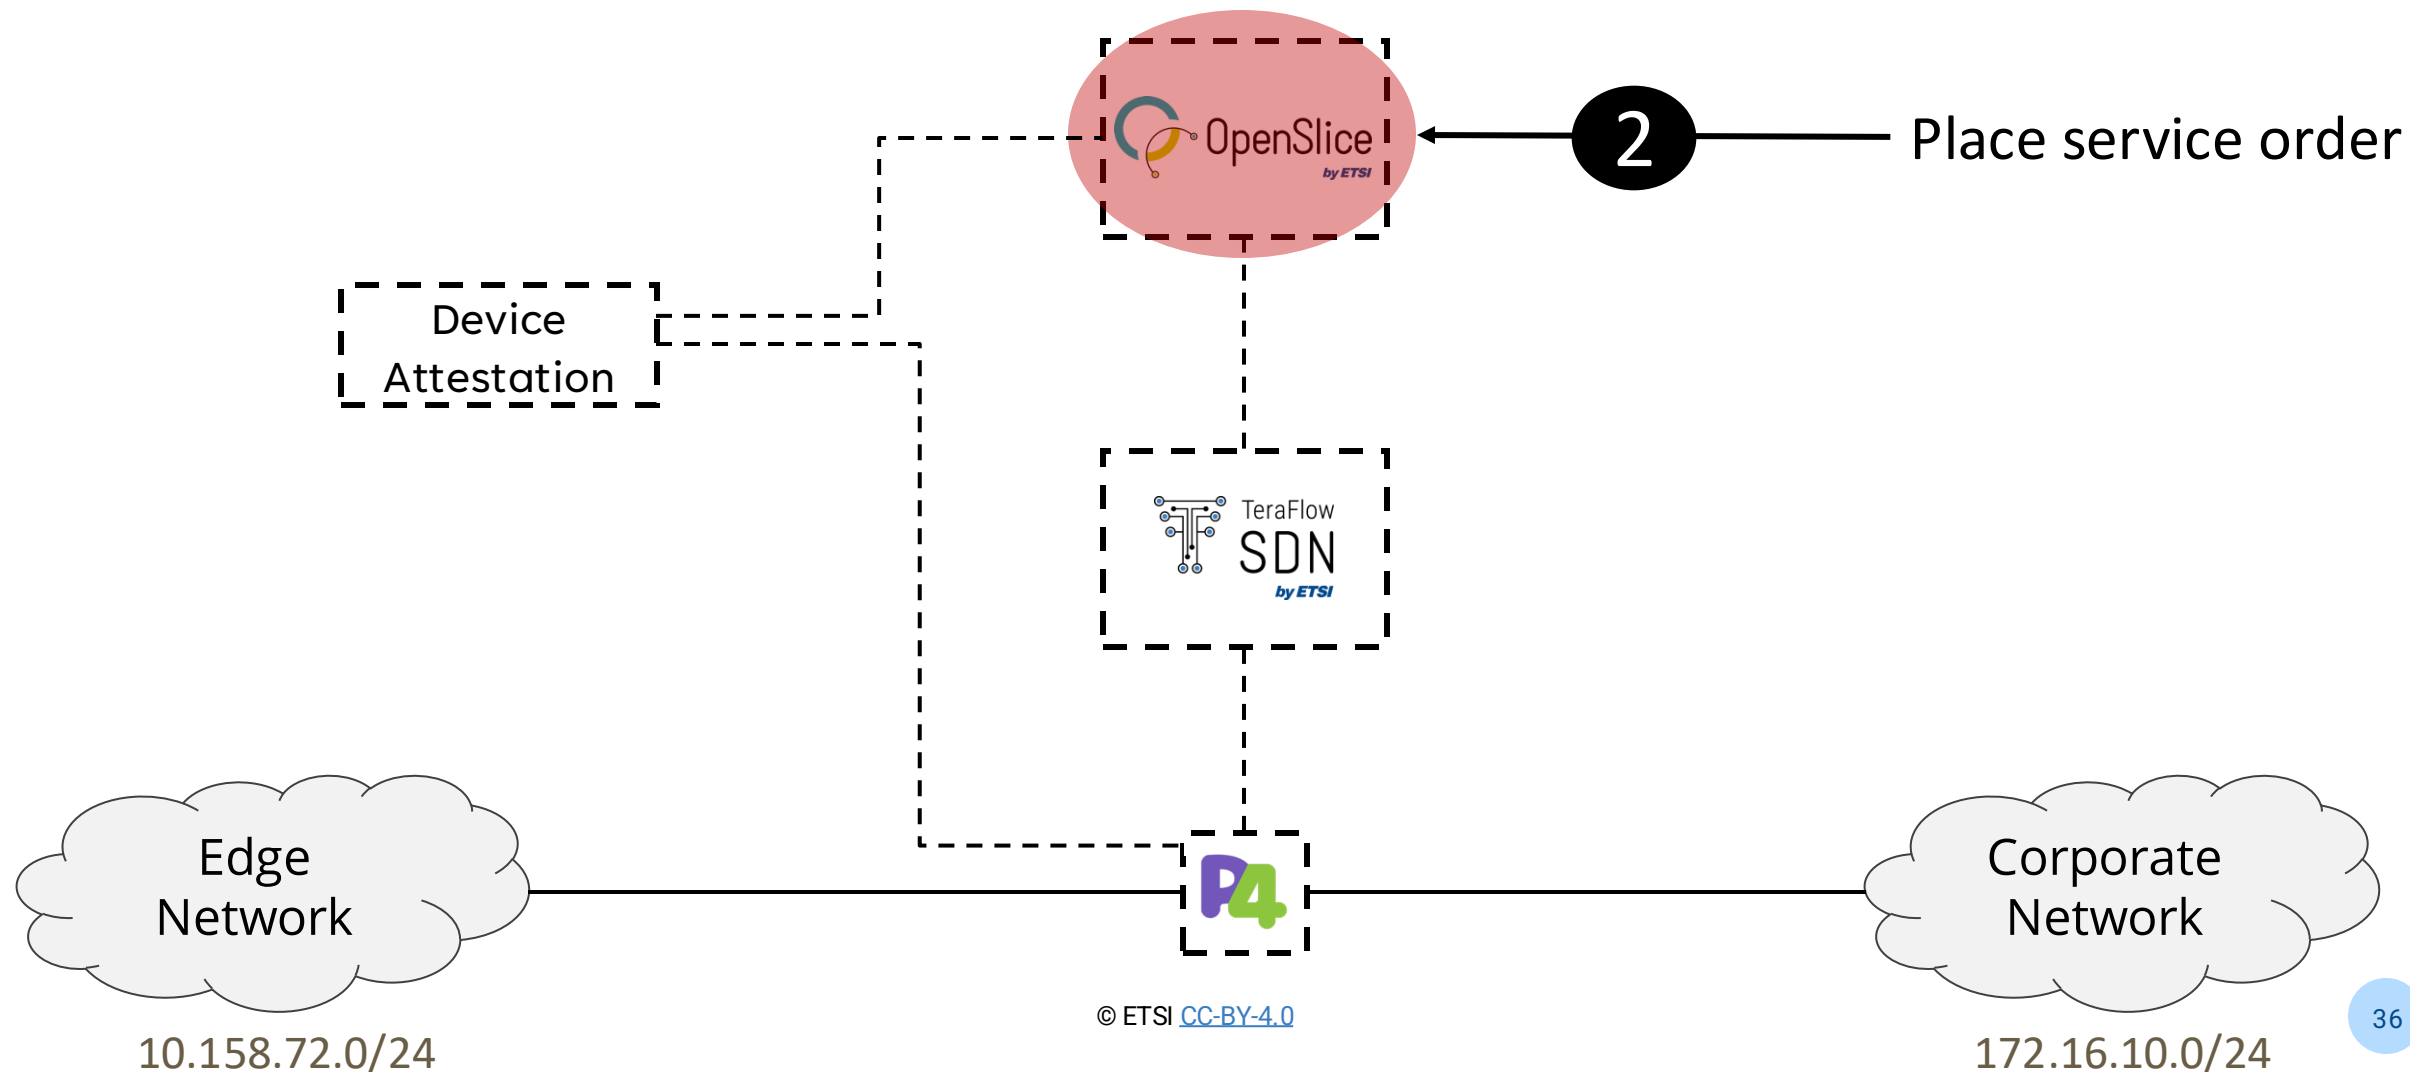 OpenSlice
by ETSI
2
Place service order
Device
Attestation
TeraFlow
SDN
by ETSI
Edge
Network
P4
Corporate
Network
© ETSI CC-BY-4.0
36
10.158.72.0/24
172.16.10.0/24